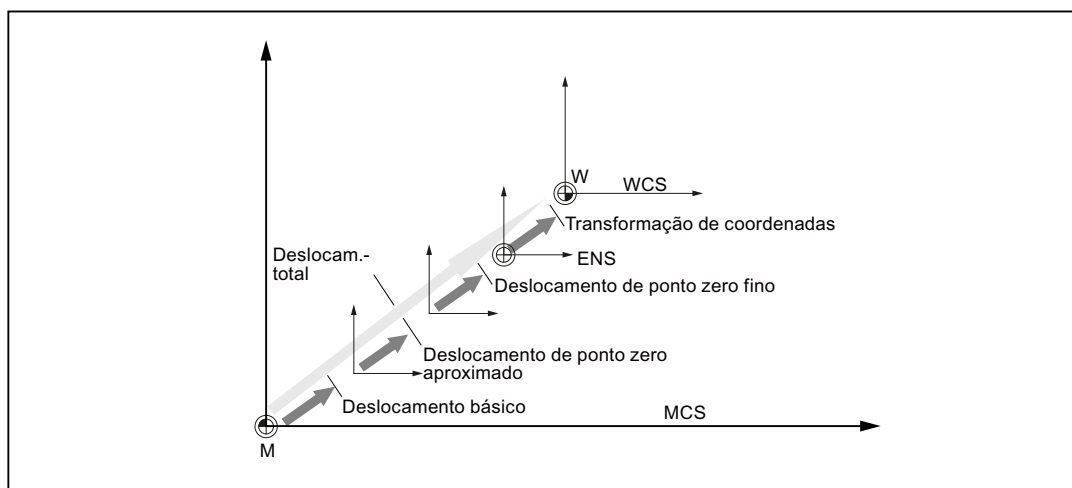 W
WCS
Transformação de coordenadas
Deslocam.-
total
ENS
Deslocamento de ponto zero fino
Deslocamento de ponto zero
aproximado
Deslocamento básico
MCS
M